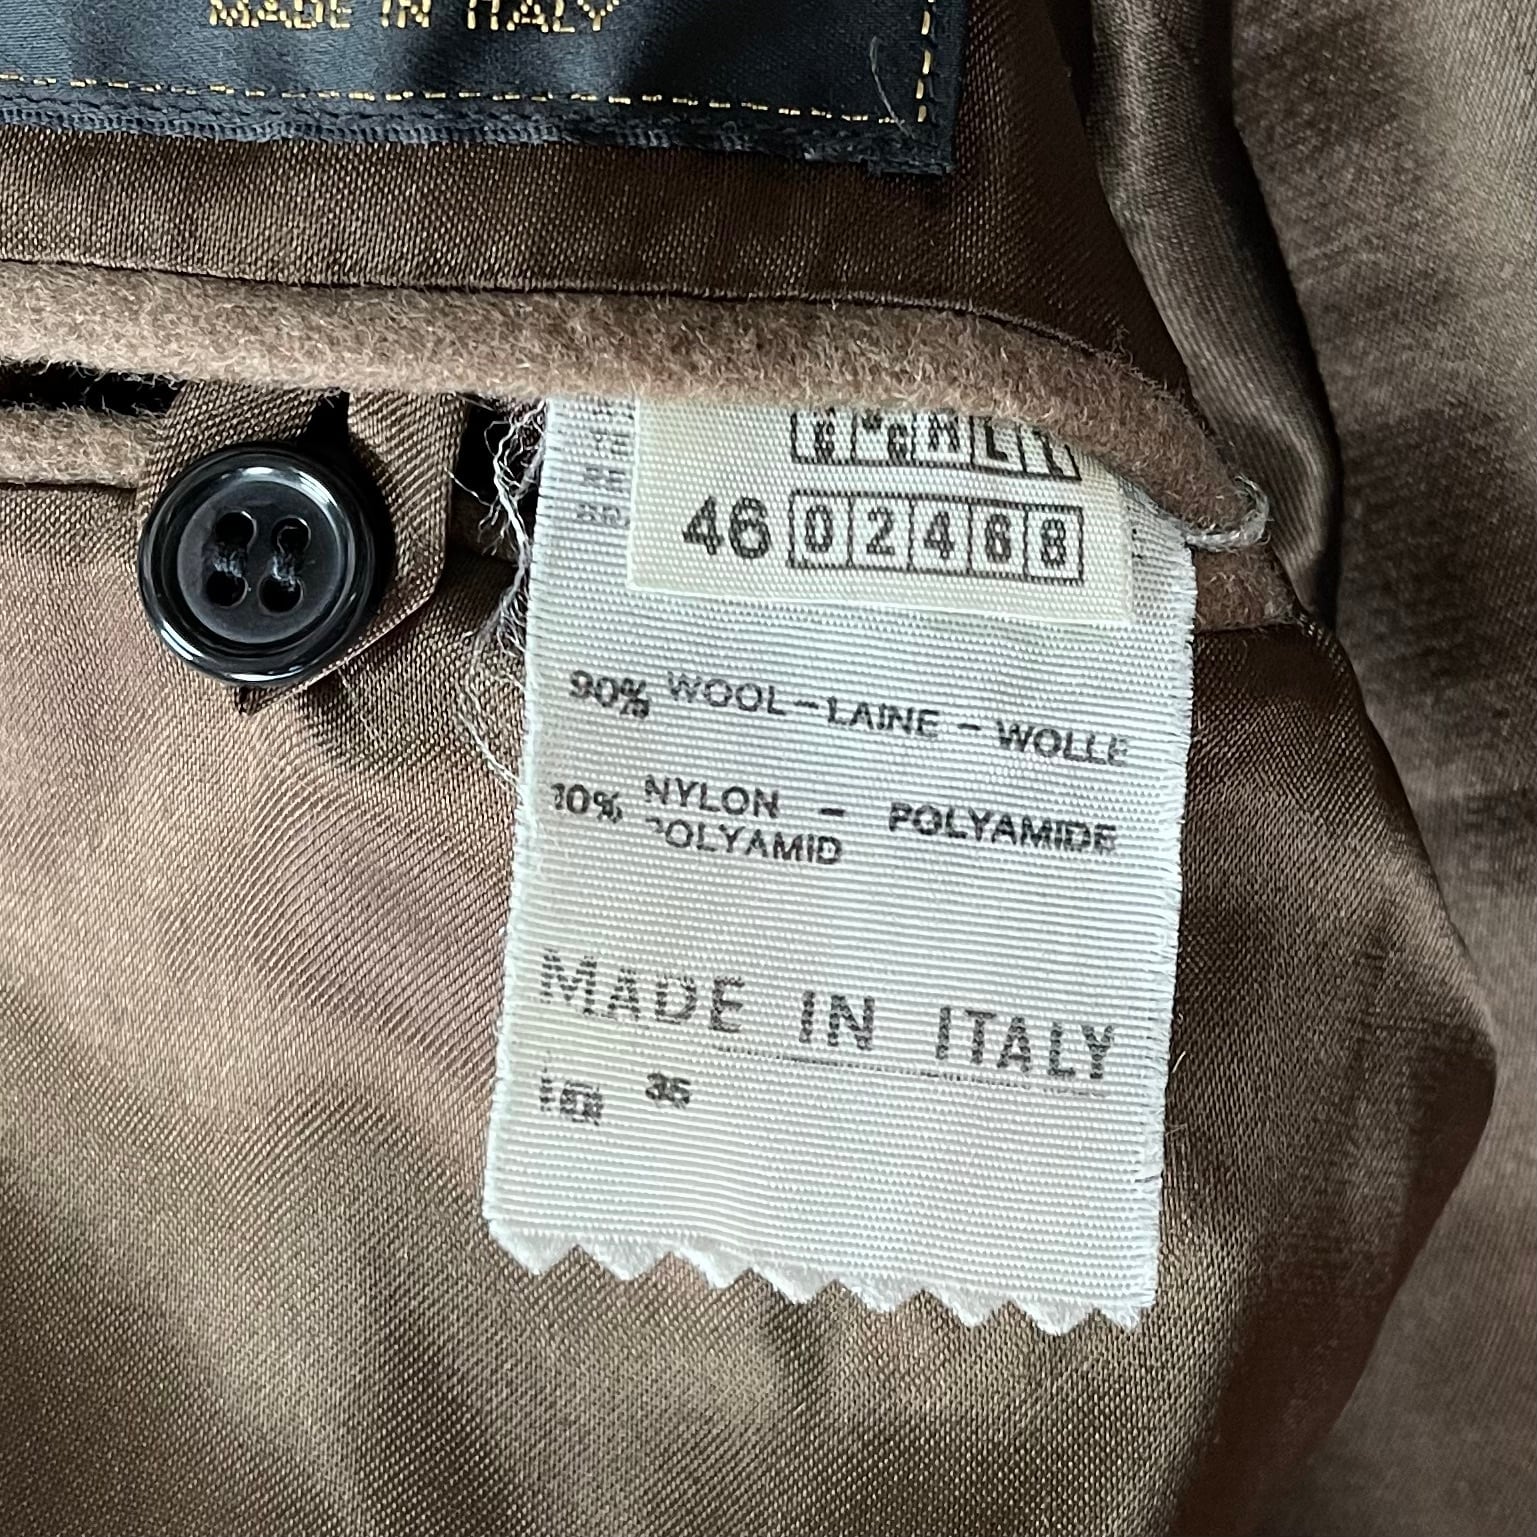 MADE IN ITALY
46 0 2 4 6 8
90% WOOL – LAINE – WOLLE
10% NYLON – POLYAMIDE
POLYAMID
MADE IN ITALY
36